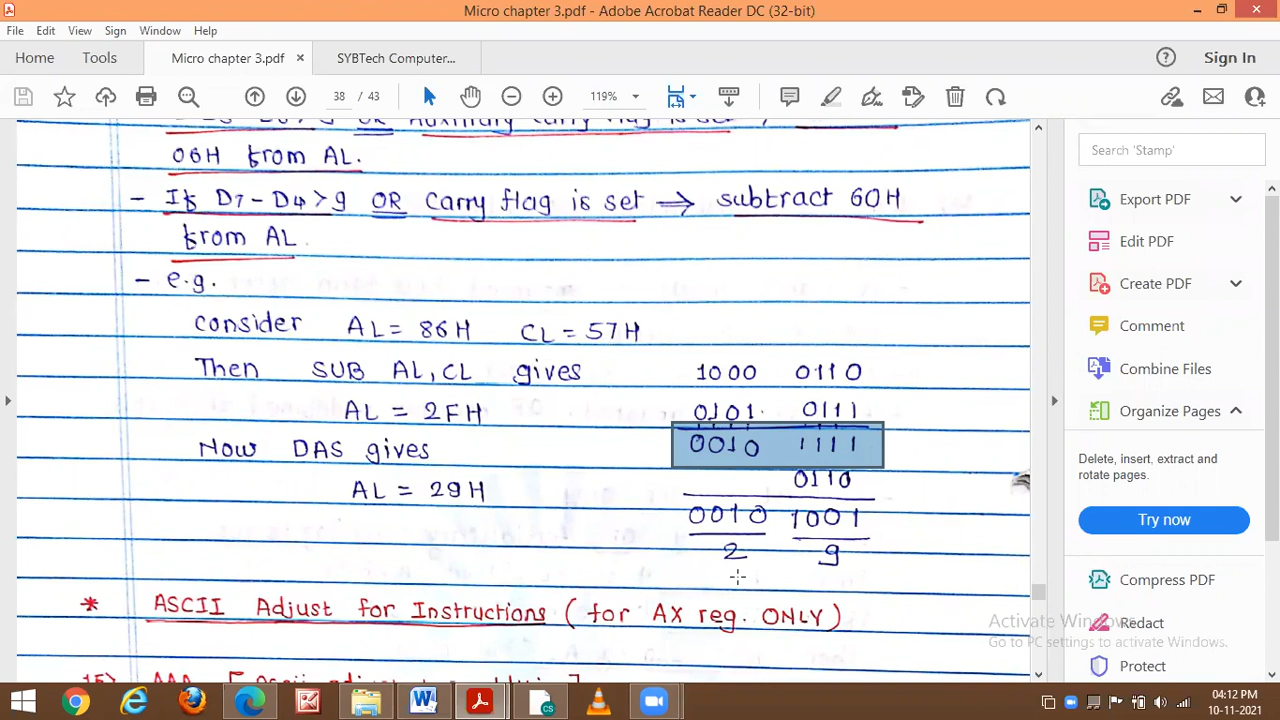 Micro chapter 3.pdf - Adobe Acrobat Reader DC (32-bit)
File Edit View Sign Window Help
Home Tools Micro chapter 3.pdf × SYBTech Computer... Sign In
38 / 43 119%
Auxiliary carry flag is set
06H from AL.
- If D7-D4>9 OR carry flag is set → subtract 60H
from AL.
- e.g.
consider AL= 86H CL= 57H
Then SUB AL,CL gives 1000 0110
AL = 2FH 0101 0111
Now DAS gives 0010 1111
0110
AL = 29H 0010 1001
2 9
* ASCII Adjust for Instructions (for AX reg. ONLY)
Search 'Stamp'
Export PDF
Edit PDF
Create PDF
Comment
Combine Files
Organize Pages
Delete, insert, extract and
rotate pages.
Try now
Compress PDF
Redact
Protect
Activate Windows
Go to PC settings to activate Windows.
04:12 PM
10-11-2021